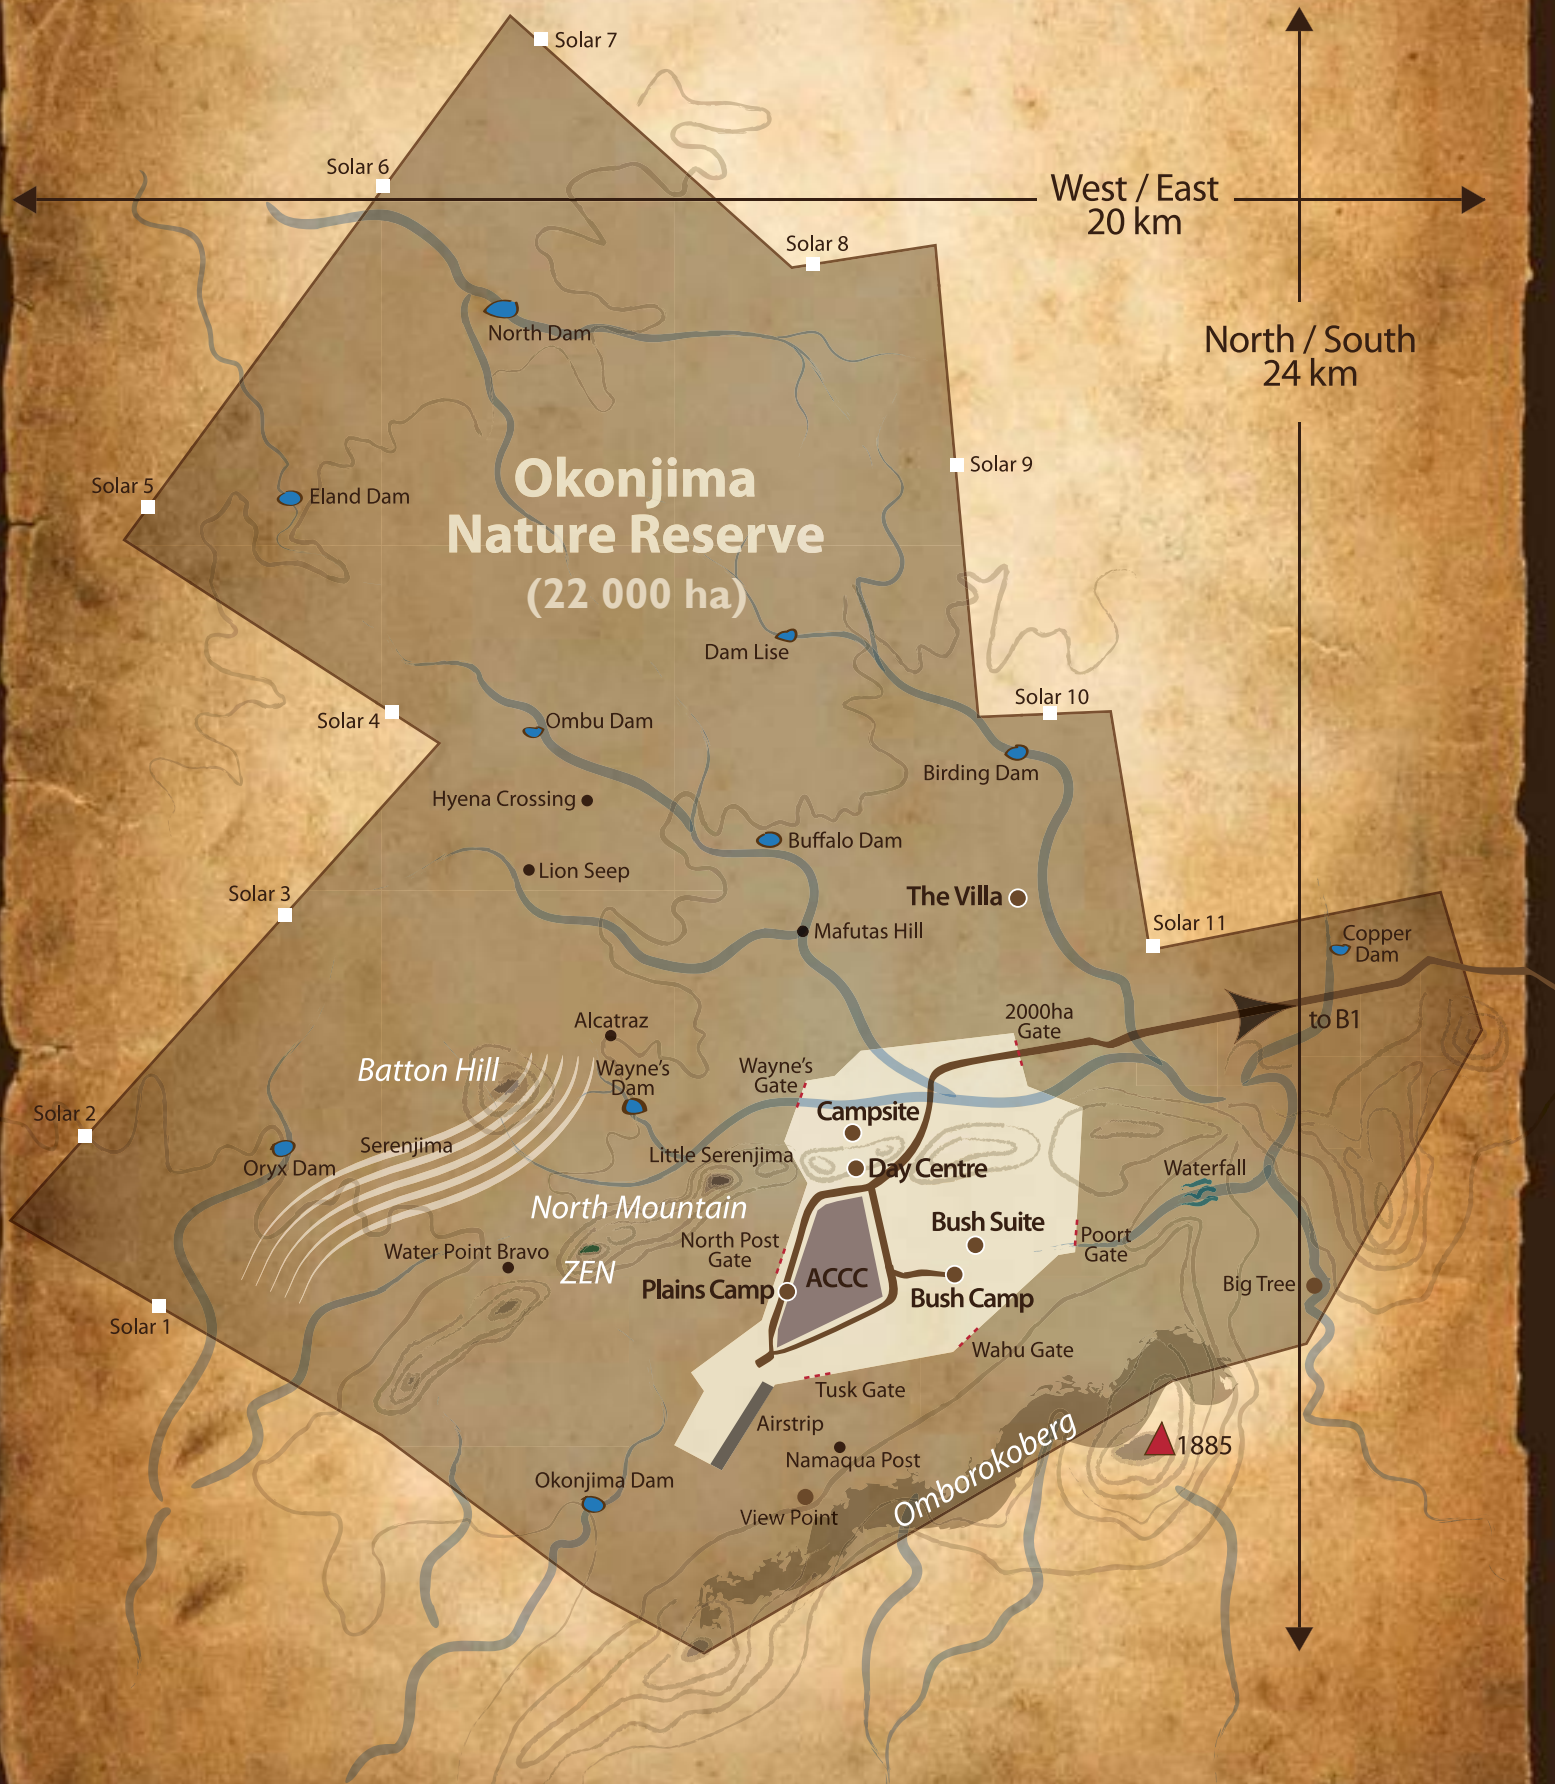 Solar 7
Solar 6
West / East
20 km
Solar 8
North Dam
North / South
24 km
Solar 9
Okonjima
Nature Reserve
(22 000 ha)
Solar 5
Eland Dam
Dam Lise
Solar 10
Solar 4
Ombu Dam
Birding Dam
Hyena Crossing
Buffalo Dam
Lion Seep
Solar 3
The Villa
Solar 11
Mafutas Hill
Copper
Dam
2000ha
Gate
to B1
Alcatraz
Batton Hill
Wayne's
Dam
Wayne's
Gate
Solar 2
Campsite
Serenjima
Oryx Dam
Little Serenjima
Day Centre
Waterfall
North Mountain
Bush Suite
North Post
Gate
Poort
Gate
Water Point Bravo
ZEN
ACCC
Plains Camp
Bush Camp
Big Tree
Solar 1
Wahu Gate
Tusk Gate
Airstrip
Namaqua Post
1885
Omborokoberg
Okonjima Dam
View Point